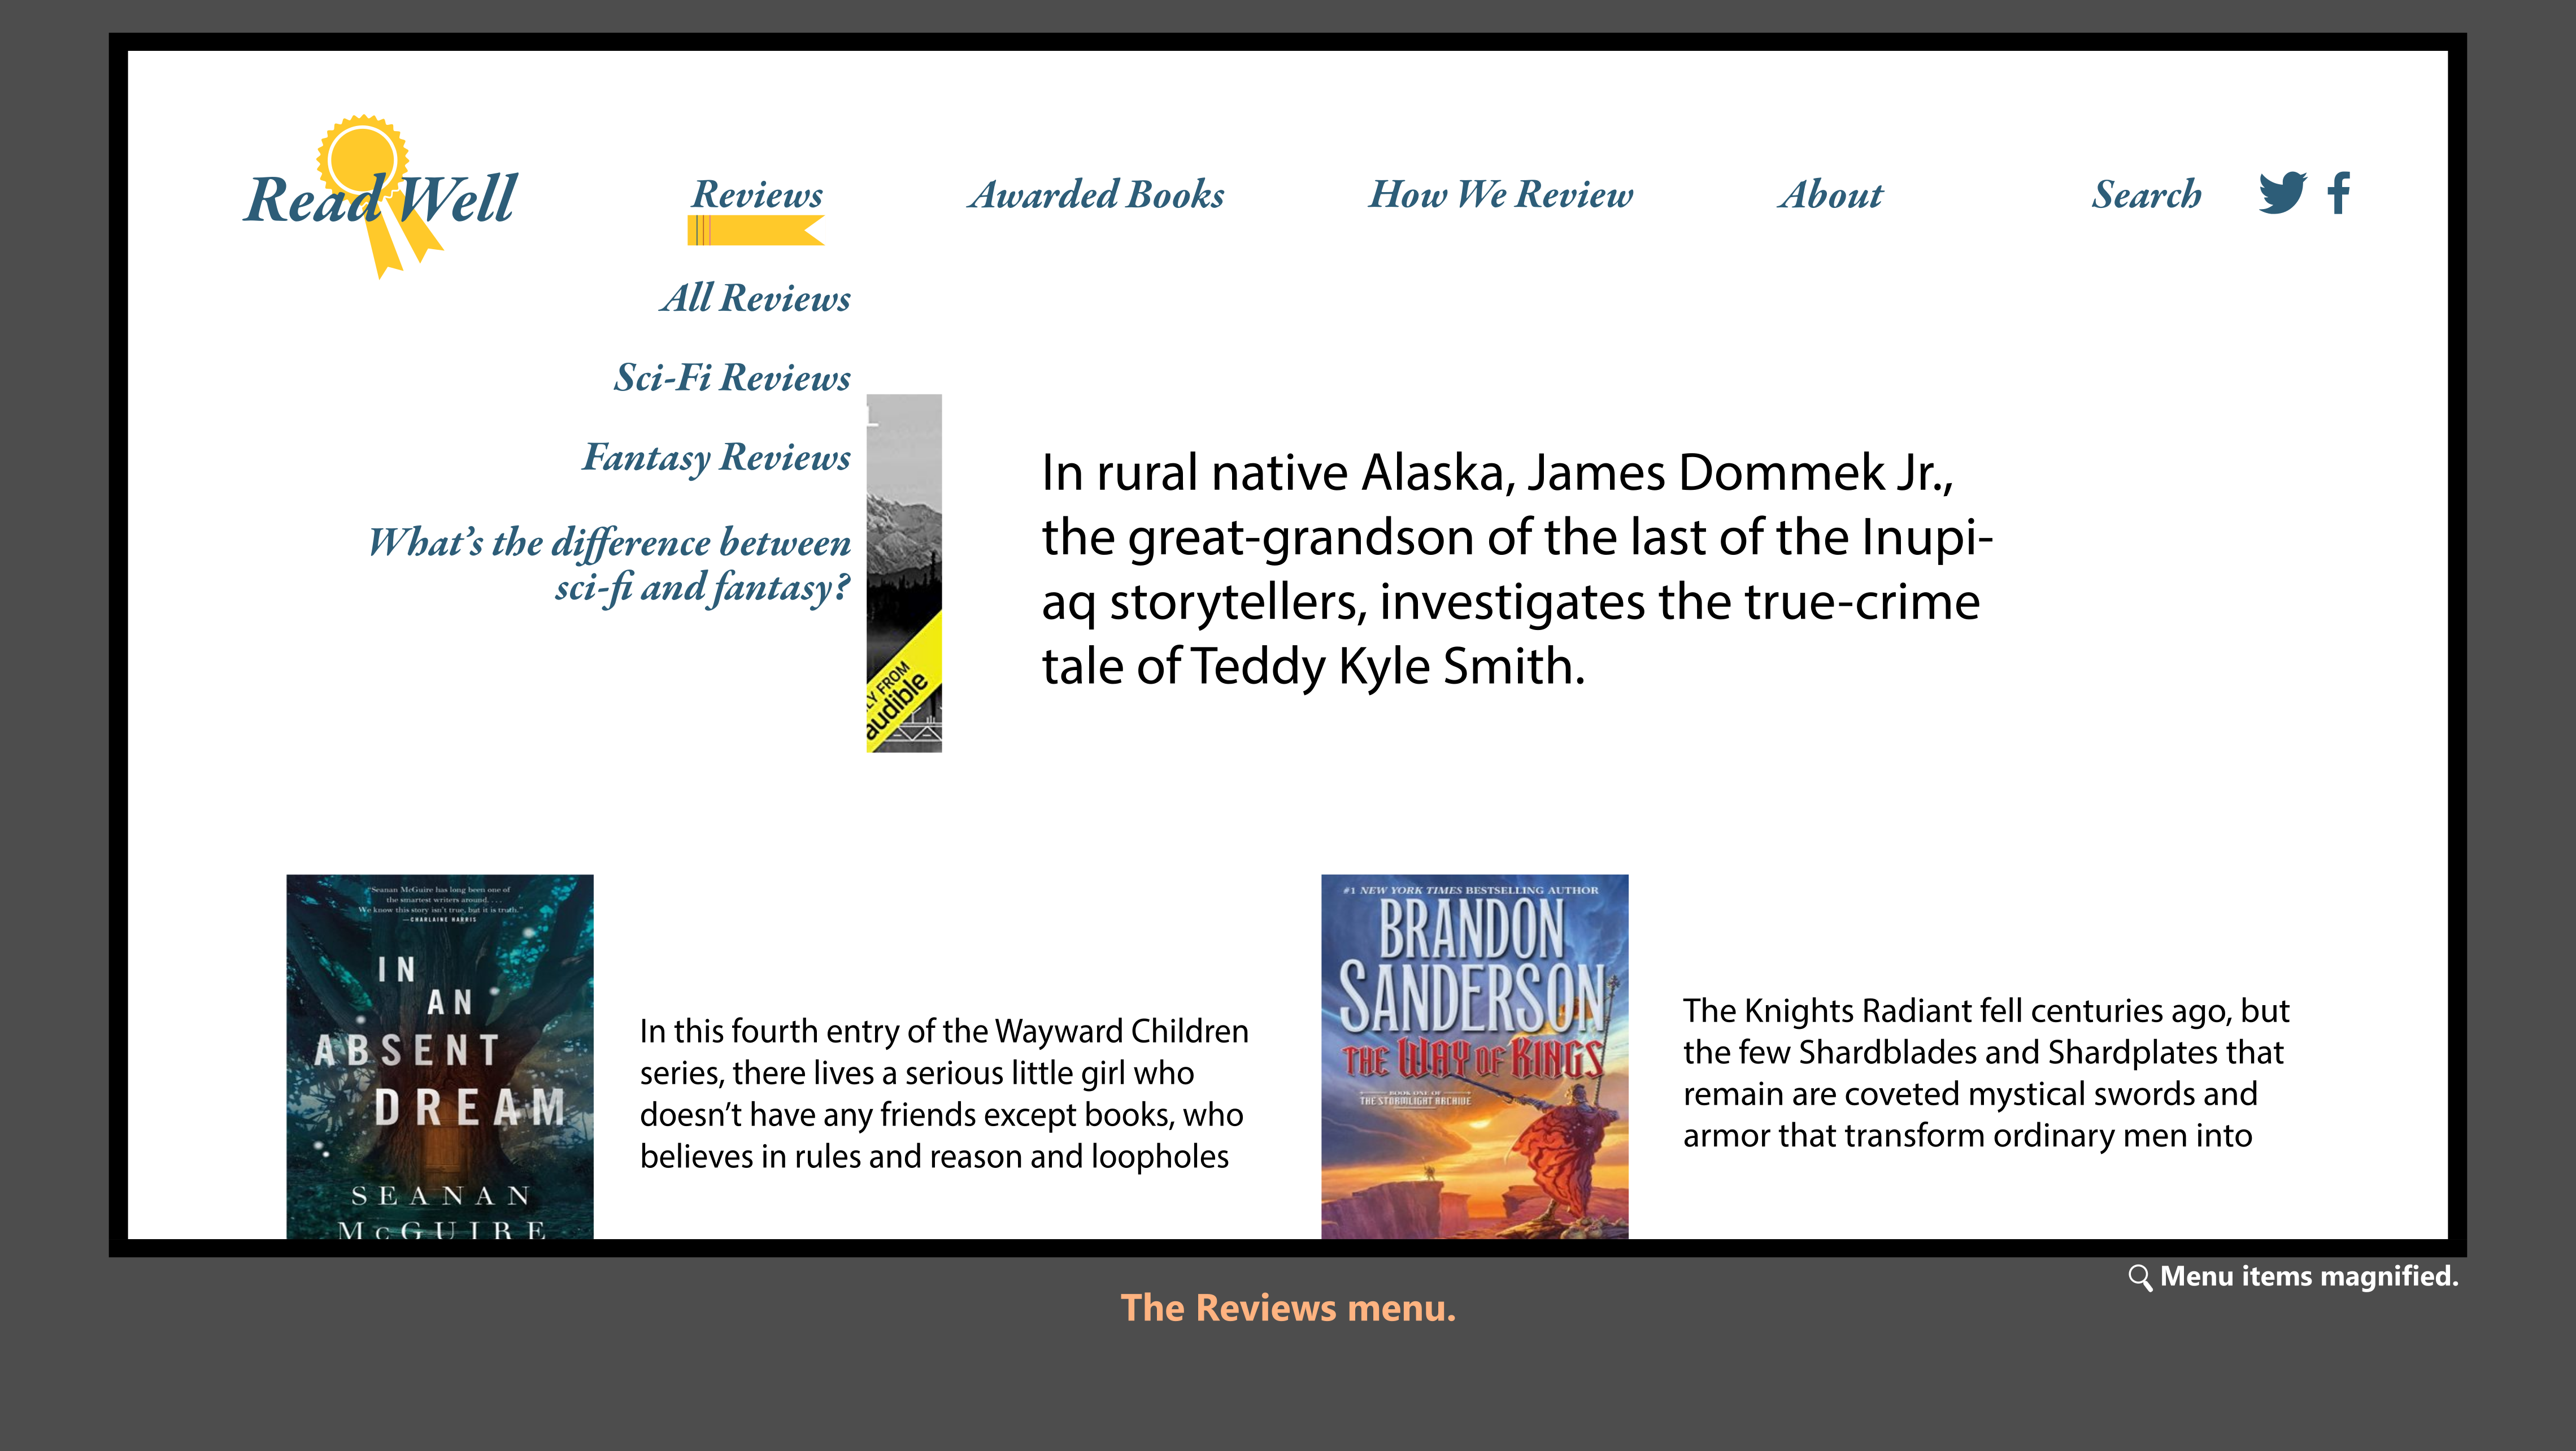 Read Well
Reviews
Awarded Books
How We Review
About
Search
All Reviews
Sci-Fi Reviews
Fantasy Reviews
What’s the difference between
sci-fi and fantasy?
L
LY FROM
audible
In rural native Alaska, James Dommek Jr.,
the great-grandson of the last of the Inupi-
aq storytellers, investigates the true-crime
tale of Teddy Kyle Smith.
"Seanan McGuire has long been one of
the smartest writers around. . . .
We know this story isn't true, but it is truth."
—CHARLAINE HARRIS
IN
AN
ABSENT
DREAM
SEANAN
McGUIRE
In this fourth entry of the Wayward Children
series, there lives a serious little girl who
doesn’t have any friends except books, who
believes in rules and reason and loopholes
#1 NEW YORK TIMES BESTSELLING AUTHOR
BRANDON
SANDERSON
THE WAY OF KINGS
BOOK ONE OF
THE STORMLIGHT ARCHIVE
The Knights Radiant fell centuries ago, but
the few Shardblades and Shardplates that
remain are coveted mystical swords and
armor that transform ordinary men into
Menu items magnified.
The Reviews menu.